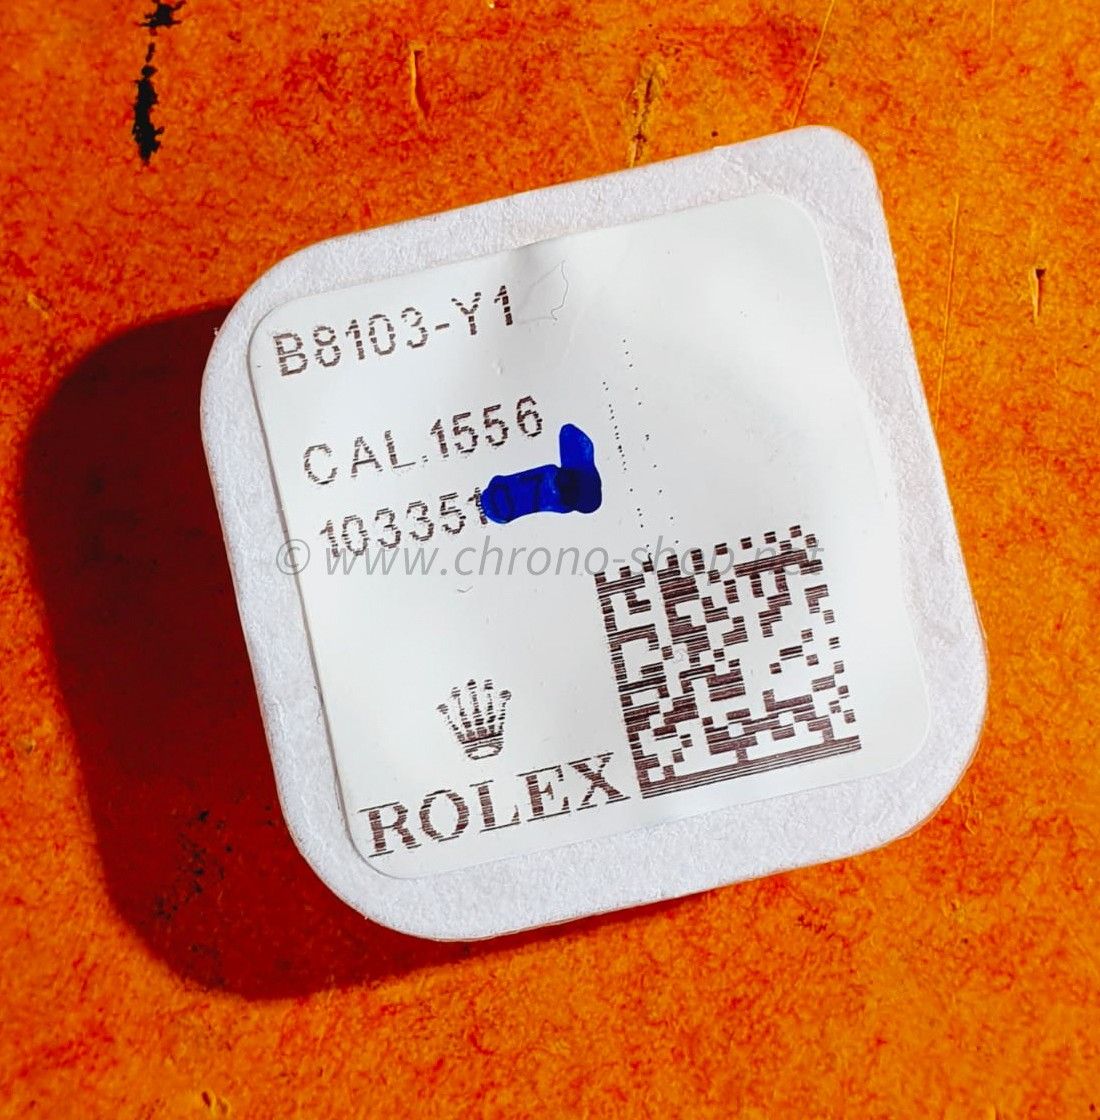 B8103-Y1
CAL.1556
103351
© www.chrono-shop.net
ROLEX